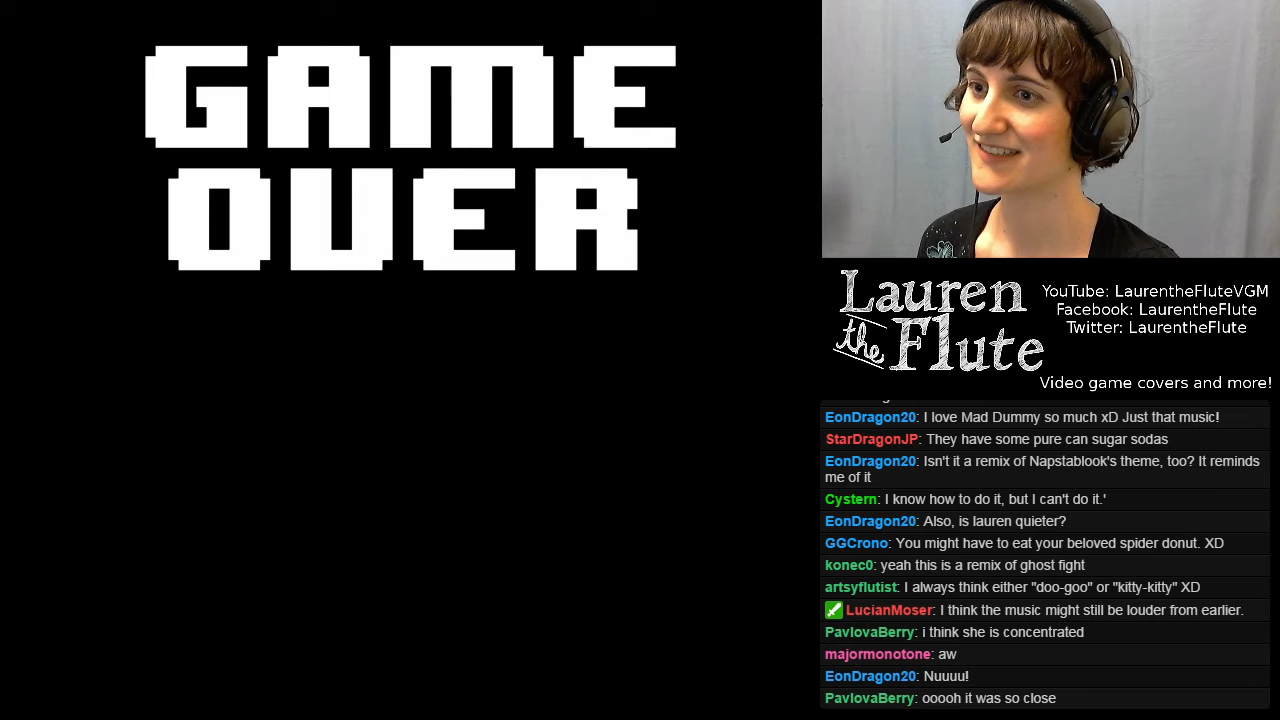 GAME
OVER
Lauren
the Flute
YouTube: LaurentheFluteVGM
Facebook: LaurentheFlute
Twitter: LaurentheFlute
Video game covers and more!
EonDragon20: I love Mad Dummy so much xD Just that music!
StarDragonJP: They have some pure can sugar sodas
EonDragon20: Isn't it a remix of Napstablook's theme, too? It reminds
me of it
Cystern: I know how to do it, but I can't do it.'
EonDragon20: Also, is lauren quieter?
GGCrono: You might have to eat your beloved spider donut. XD
konec0: yeah this is a remix of ghost fight
artsyflutist: I always think either "doo-goo" or "kitty-kitty" XD
LucianMoser: I think the music might still be louder from earlier.
PavlovaBerry: i think she is concentrated
majormonotone: aw
EonDragon20: Nuuuu!
PavlovaBerry: ooooh it was so close